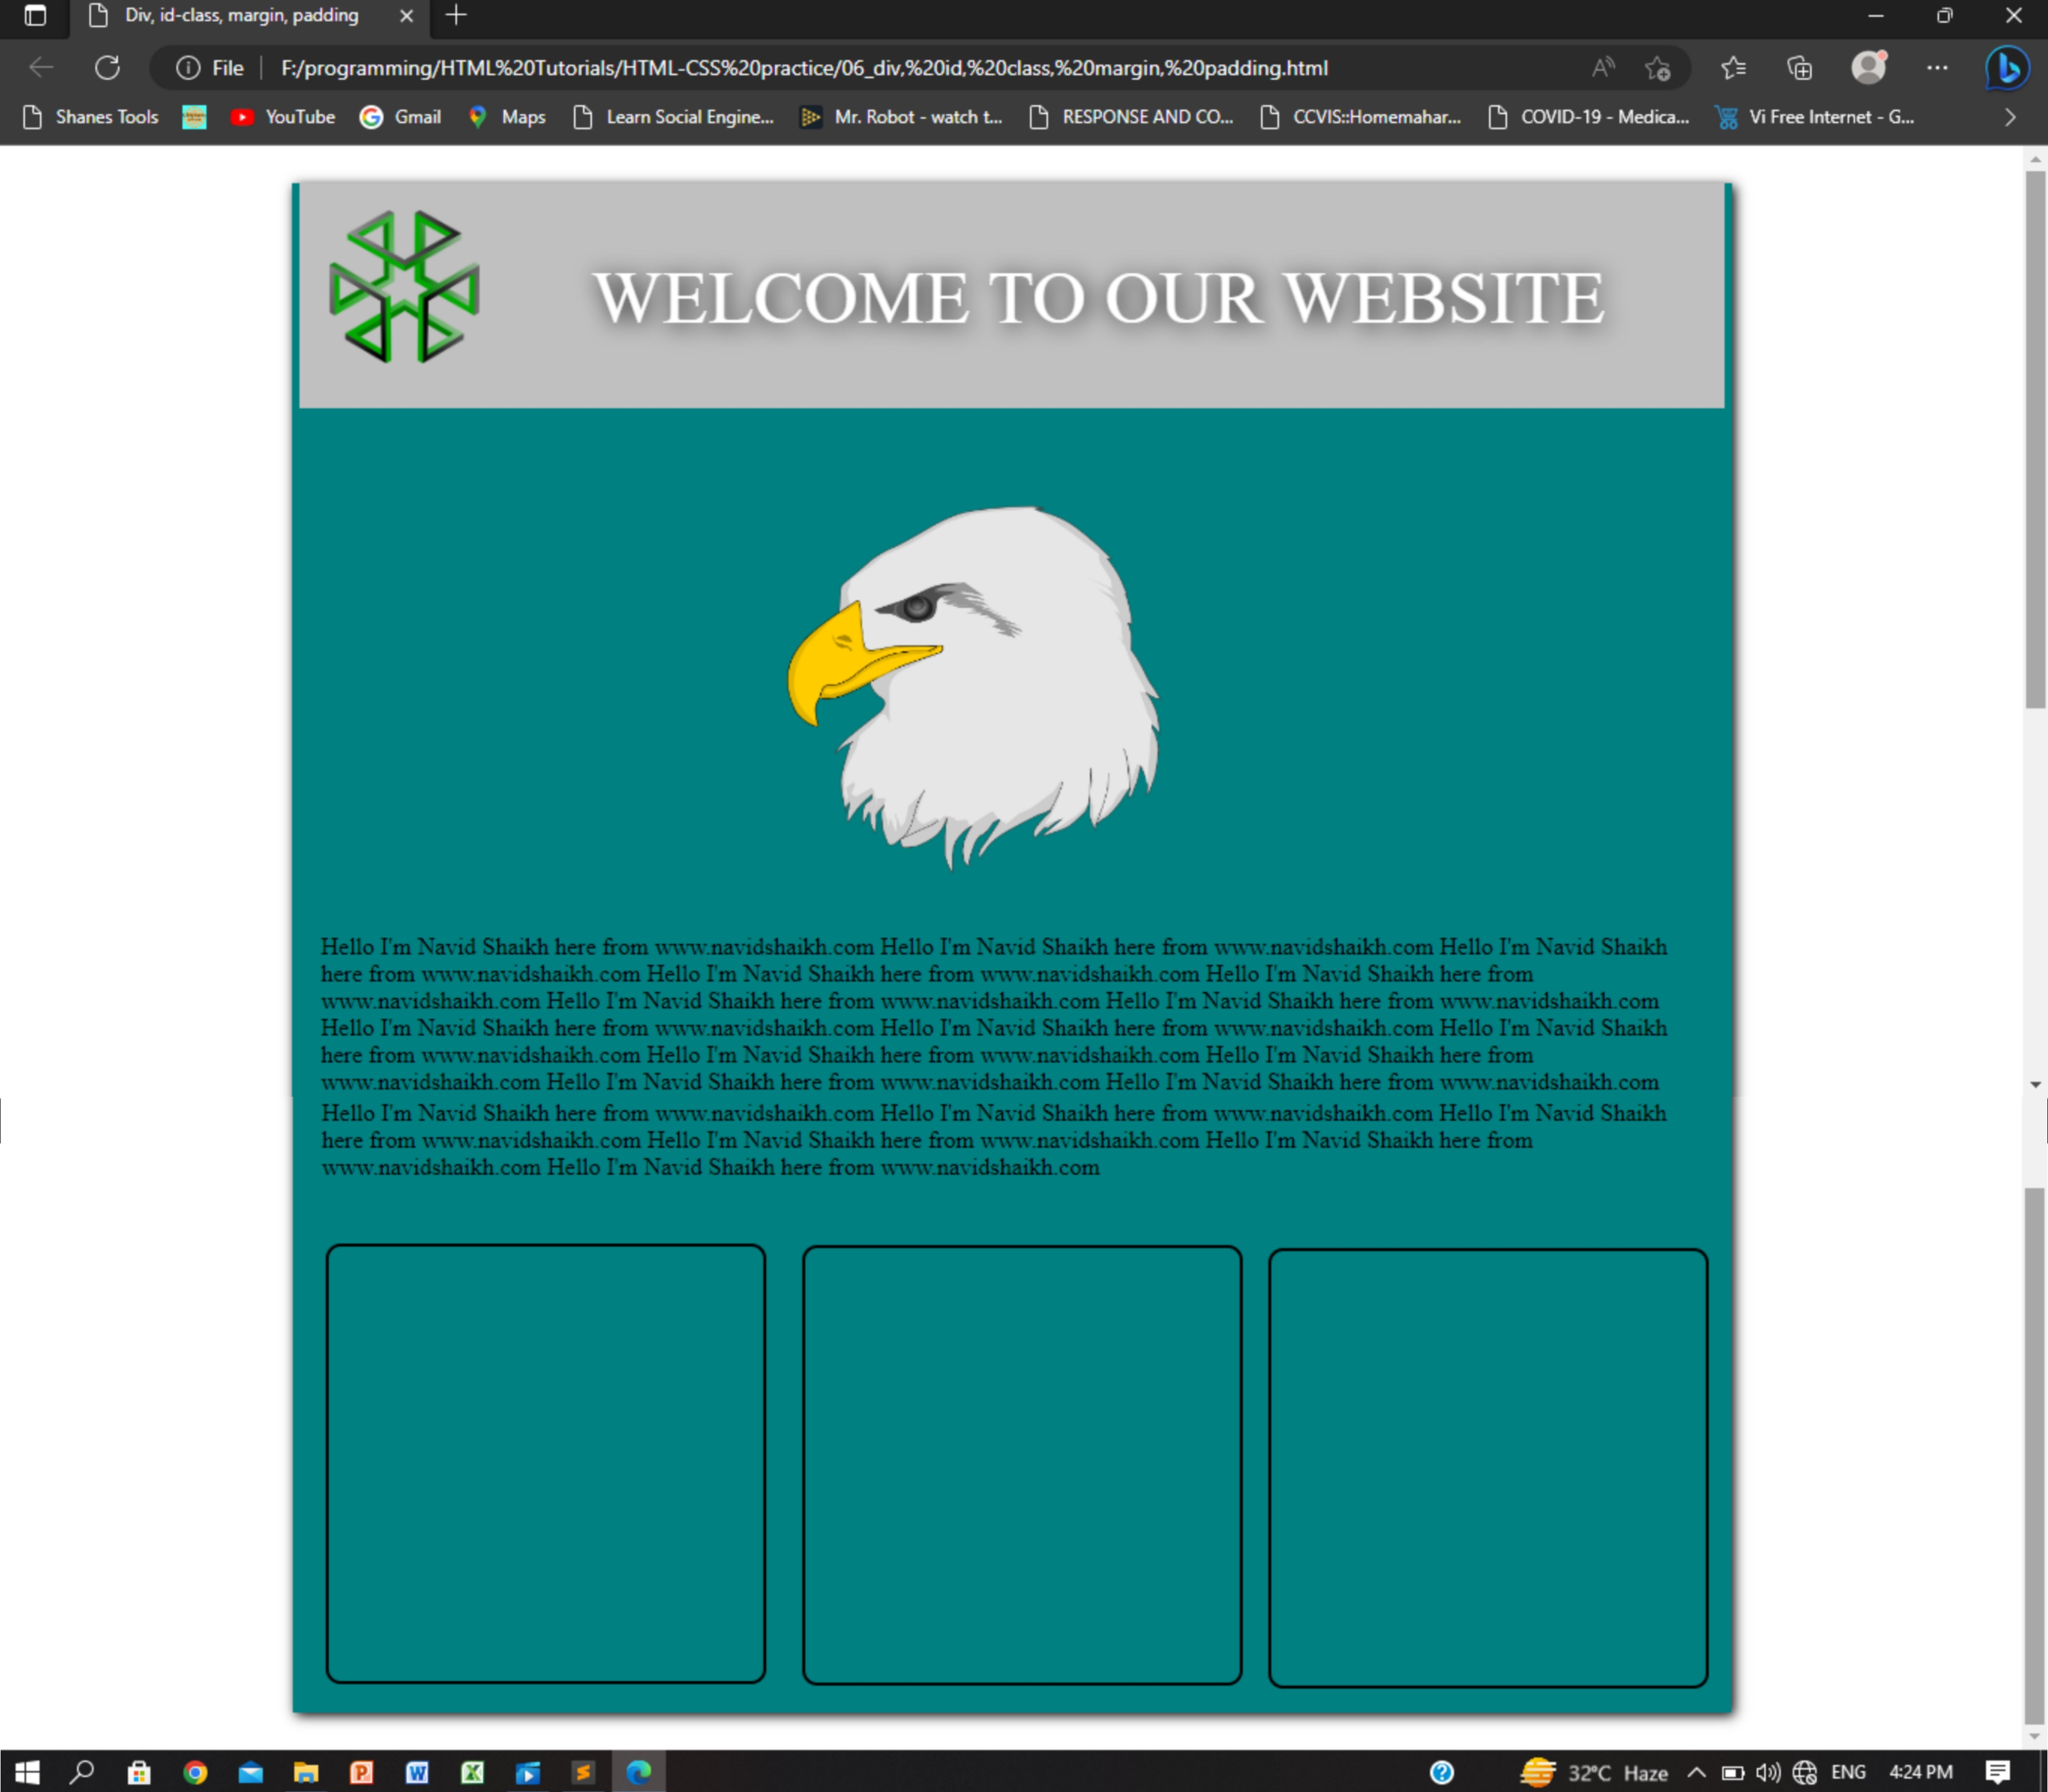 Div, id-class, margin, padding
File F:/programming/HTML%20Tutorials/HTML-CSS%20practice/06_div,%20id,%20class,%20margin,%20padding.html
Shanes Tools YouTube Gmail Maps Learn Social Engine... Mr. Robot - watch t... RESPONSE AND CO... CCVIS::Homemahar... COVID-19 - Medica... Vi Free Internet - G...
WELCOME TO OUR WEBSITE
Hello I'm Navid Shaikh here from www.navidshaikh.com Hello I'm Navid Shaikh here from www.navidshaikh.com Hello I'm Navid Shaikh
here from www.navidshaikh.com Hello I'm Navid Shaikh here from www.navidshaikh.com Hello I'm Navid Shaikh here from
www.navidshaikh.com Hello I'm Navid Shaikh here from www.navidshaikh.com Hello I'm Navid Shaikh here from www.navidshaikh.com
Hello I'm Navid Shaikh here from www.navidshaikh.com Hello I'm Navid Shaikh here from www.navidshaikh.com Hello I'm Navid Shaikh
here from www.navidshaikh.com Hello I'm Navid Shaikh here from www.navidshaikh.com Hello I'm Navid Shaikh here from
www.navidshaikh.com Hello I'm Navid Shaikh here from www.navidshaikh.com Hello I'm Navid Shaikh here from www.navidshaikh.com
Hello I'm Navid Shaikh here from www.navidshaikh.com Hello I'm Navid Shaikh here from www.navidshaikh.com Hello I'm Navid Shaikh
here from www.navidshaikh.com Hello I'm Navid Shaikh here from www.navidshaikh.com Hello I'm Navid Shaikh here from
www.navidshaikh.com Hello I'm Navid Shaikh here from www.navidshaikh.com
32°C Haze ENG 4:24 PM